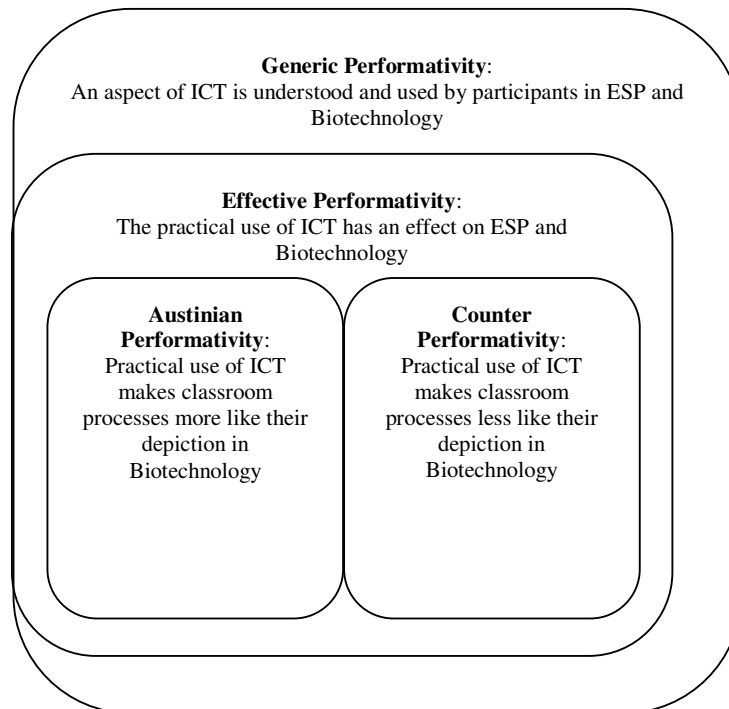 Generic Performativity:
An aspect of ICT is understood and used by participants in ESP and
Biotechnology
Effective Performativity:
The practical use of ICT has an effect on ESP and
Biotechnology
Austinian
Performativity:
Practical use of ICT
makes classroom
processes more like their
depiction in
Biotechnology
Counter
Performativity:
Practical use of ICT
makes classroom
processes less like their
depiction in
Biotechnology